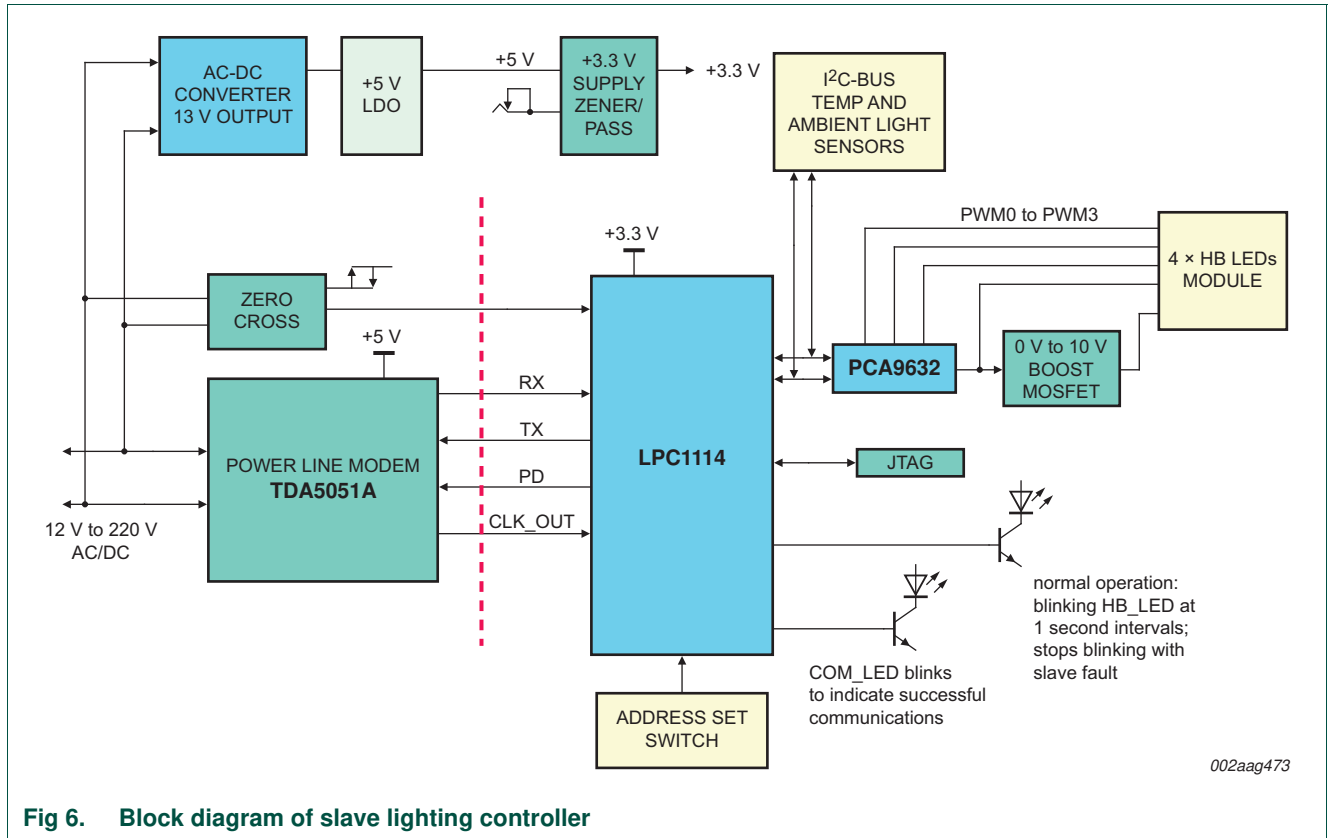 AC-DC
CONVERTER
13 V OUTPUT
+5 V
LDO
+5 V
+3.3 V
SUPPLY
ZENER/
PASS
+3.3 V
I2C-BUS
TEMP AND
AMBIENT LIGHT
SENSORS
PWM0 to PWM3
4 × HB LEDs
MODULE
+3.3 V
ZERO
CROSS
+5 V
PCA9632
0 V to 10 V
BOOST
MOSFET
RX
TX
PD
CLK_OUT
POWER LINE MODEM
TDA5051A
LPC1114
JTAG
12 V to 220 V
AC/DC
normal operation:
blinking HB_LED at
1 second intervals;
stops blinking with
slave fault
COM_LED blinks
to indicate successful
communications
ADDRESS SET
SWITCH
002aag473
Fig 6. Block diagram of slave lighting controller